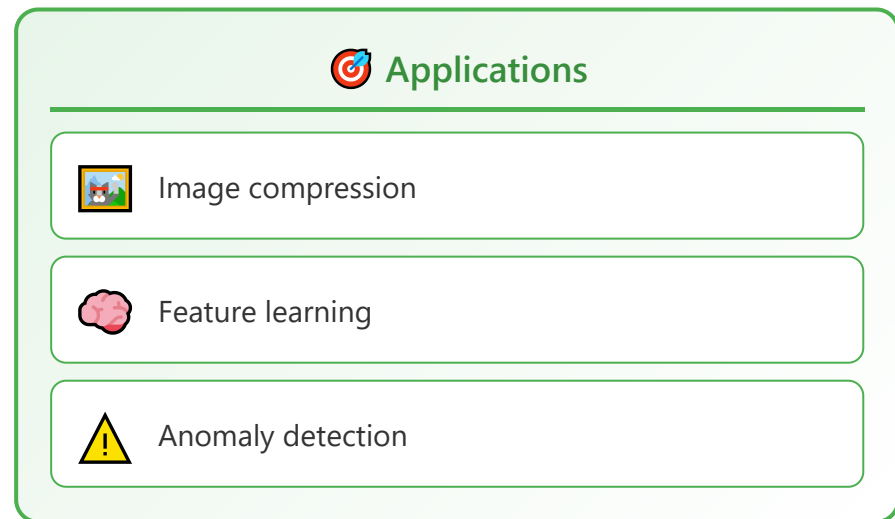 Applications
Image compression
Feature learning
Anomaly detection